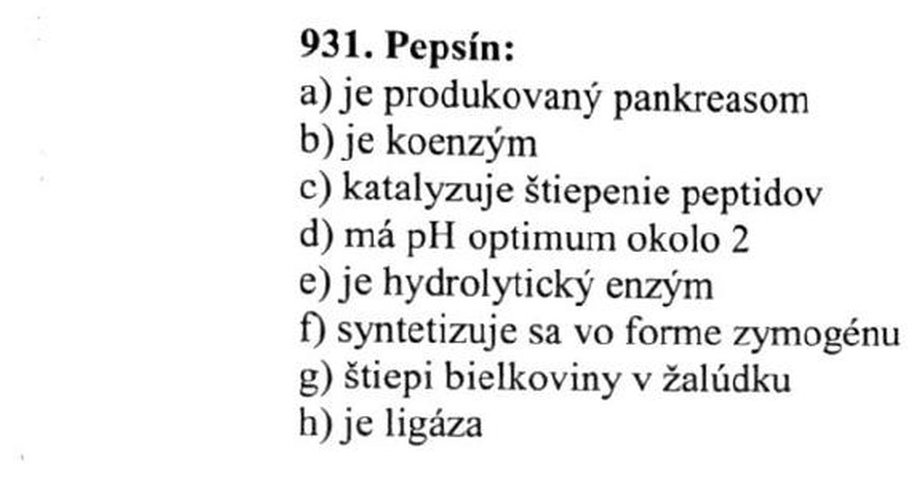 931. Pepsín:
a) je produkovaný pankreasom
b) je koenzým
c) katalyzuje štiepenie peptidov
d) má pH optimum okolo 2
e) je hydrolytický enzým
f) syntetizuje sa vo forme zymogénu
g) štiepi bielkoviny v žalúdku
h) je ligáza